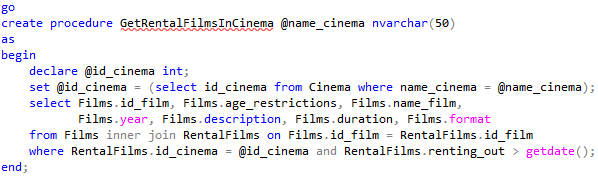 go
create procedure GetRentalFilmsInCinema @name_cinema nvarchar(50)
as
begin
    declare @id_cinema int;
    set @id_cinema = (select id_cinema from Cinema where name_cinema = @name_cinema);
    select Films.id_film, Films.age_restrictions, Films.name_film,
           Films.year, Films.description, Films.duration, Films.format
    from Films inner join RentalFilms on Films.id_film = RentalFilms.id_film
    where RentalFilms.id_cinema = @id_cinema and RentalFilms.renting_out > getdate();
end;